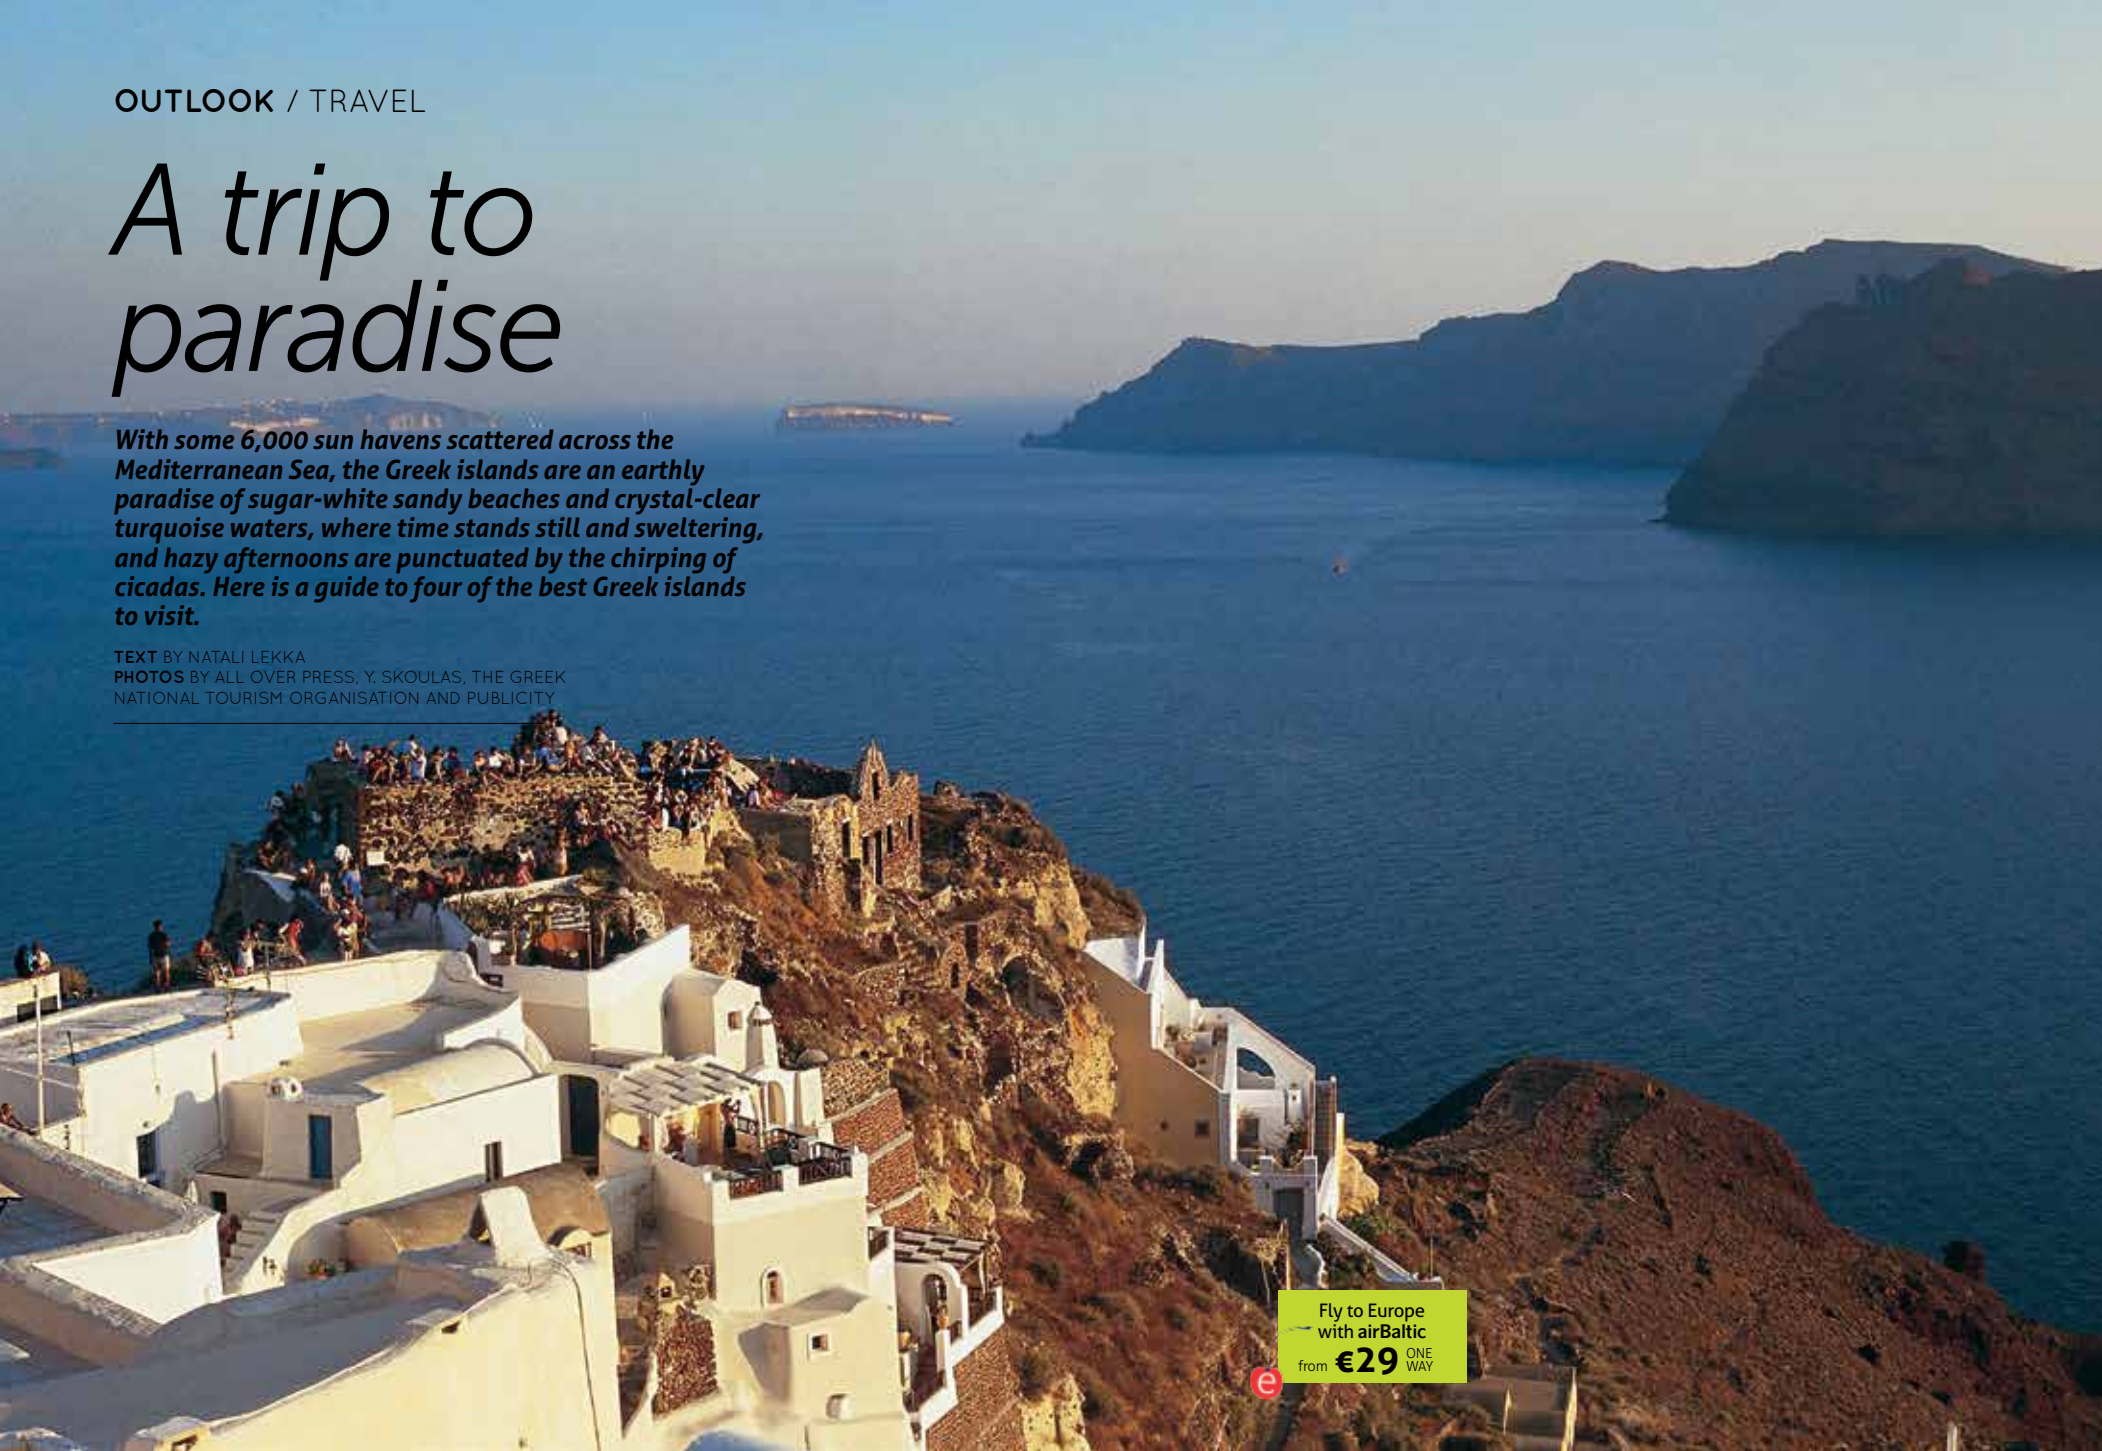 OUTLOOK / TRAVEL
A trip to
paradise
With some 6,000 sun havens scattered across the
Mediterranean Sea, the Greek islands are an earthly
paradise of sugar-white sandy beaches and crystal-clear
turquoise waters, where time stands still and sweltering,
and hazy afternoons are punctuated by the chirping of
cicadas. Here is a guide to four of the best Greek islands
to visit.
TEXT BY NATALI LEKKA
PHOTOS BY ALL OVER PRESS, Y. SKOULAS, THE GREEK
NATIONAL TOURISM ORGANISATION AND PUBLICITY
Fly to Europe
with airBaltic
from €29 ONE
WAY
e